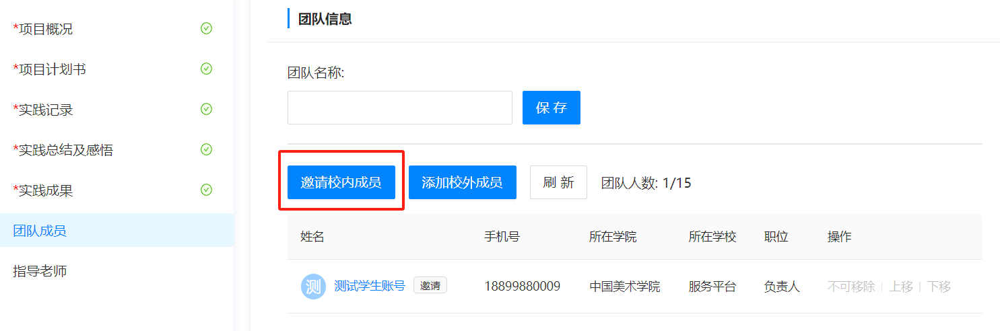 *项目概况
*项目计划书
*实践记录
*实践总结及感悟
*实践成果
团队成员
指导老师
团队信息
团队名称:
保 存
邀请校内成员 添加校外成员 刷 新 团队人数: 1/15
姓名 手机号 所在学院 所在学校 职位 操作
测 测试学生账号 邀请 18899880009 中国美术学院 服务平台 负责人 不可移除 | 上移 | 下移